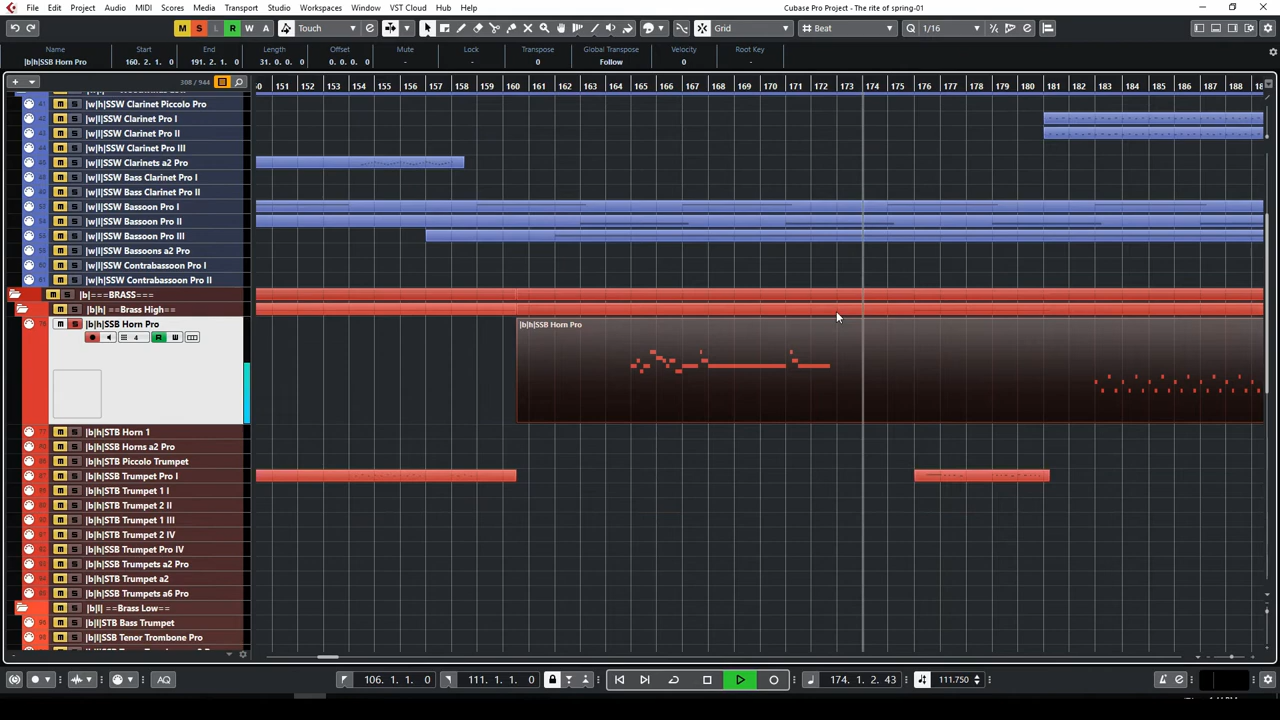 File Edit Project Audio MIDI Scores Media Transport Studio Workspaces Window VST Cloud Hub Help
Cubase Pro Project - The rite of spring-01
M S L R W A Touch Grid Beat 1/16
Name Start End Length Offset Mute Lock Transpose Global Transpose Velocity Root Key
|b|h|SSB Horn Pro 160. 2. 1. 0 191. 2. 1. 0 31. 0. 0. 0 0. 0. 0. 0 - - 0 Follow 0 -
308 / 944
151 152 153 154 155 156 157 158 159 160 161 162 163 164 165 166 167 168 169 170 171 172 173 174 175 176 177 178 179 180 181 182 183 184 185 186 187 188
|w|h|SSW Clarinet Piccolo Pro
|w|h|SSW Clarinet Pro I
|w|h|SSW Clarinet Pro II
|w|h|SSW Clarinet Pro III
|w|h|SSW Clarinets a2 Pro
|w|l|SSW Bass Clarinet Pro I
|w|l|SSW Bass Clarinet Pro II
|w|l|SSW Bassoon Pro I
|w|l|SSW Bassoon Pro II
|w|l|SSW Bassoon Pro III
|w|l|SSW Bassoons a2 Pro
|w|l|SSW Contrabassoon Pro I
|w|l|SSW Contrabassoon Pro II
|b|===BRASS===
|b|h| ==Brass High==
|b|h|SSB Horn Pro
|b|h|SSB Horn Pro
4
|b|h|STB Horn 1
|b|h|SSB Horns a2 Pro
|b|h|STB Piccolo Trumpet
|b|h|SSB Trumpet Pro I
|b|h|STB Trumpet 1 I
|b|h|STB Trumpet 2 II
|b|h|STB Trumpet 1 III
|b|h|STB Trumpet 2 IV
|b|h|SSB Trumpet Pro IV
|b|h|SSB Trumpets a2 Pro
|b|h|STB Trumpet a2
|b|h|SSB Trumpets a6 Pro
|b|l| ==Brass Low==
|b|l|STB Bass Trumpet
|b|l|SSB Tenor Trombone Pro
AQ 106. 1. 1. 0 111. 1. 1. 0 174. 1. 2. 43 111.750